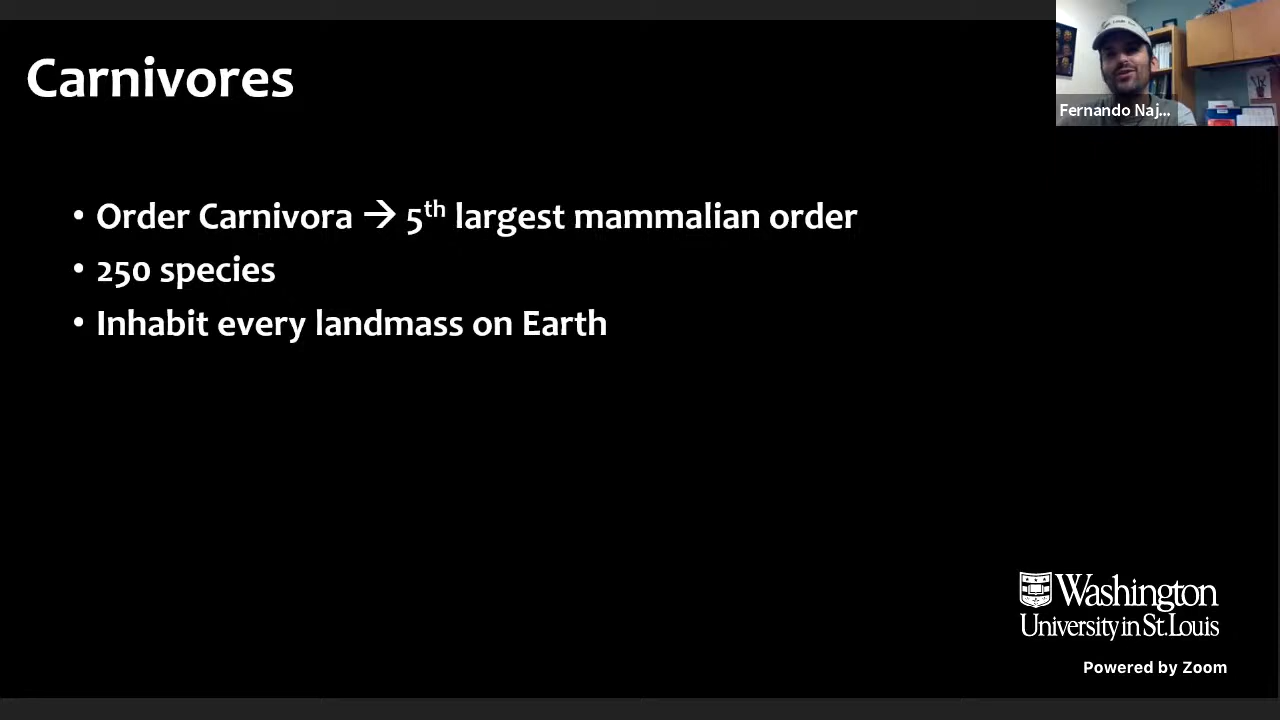 Carnivores
Fernando Naj...
• Order Carnivora → 5th largest mammalian order
• 250 species
• Inhabit every landmass on Earth
Washington
University in St. Louis
Powered by Zoom